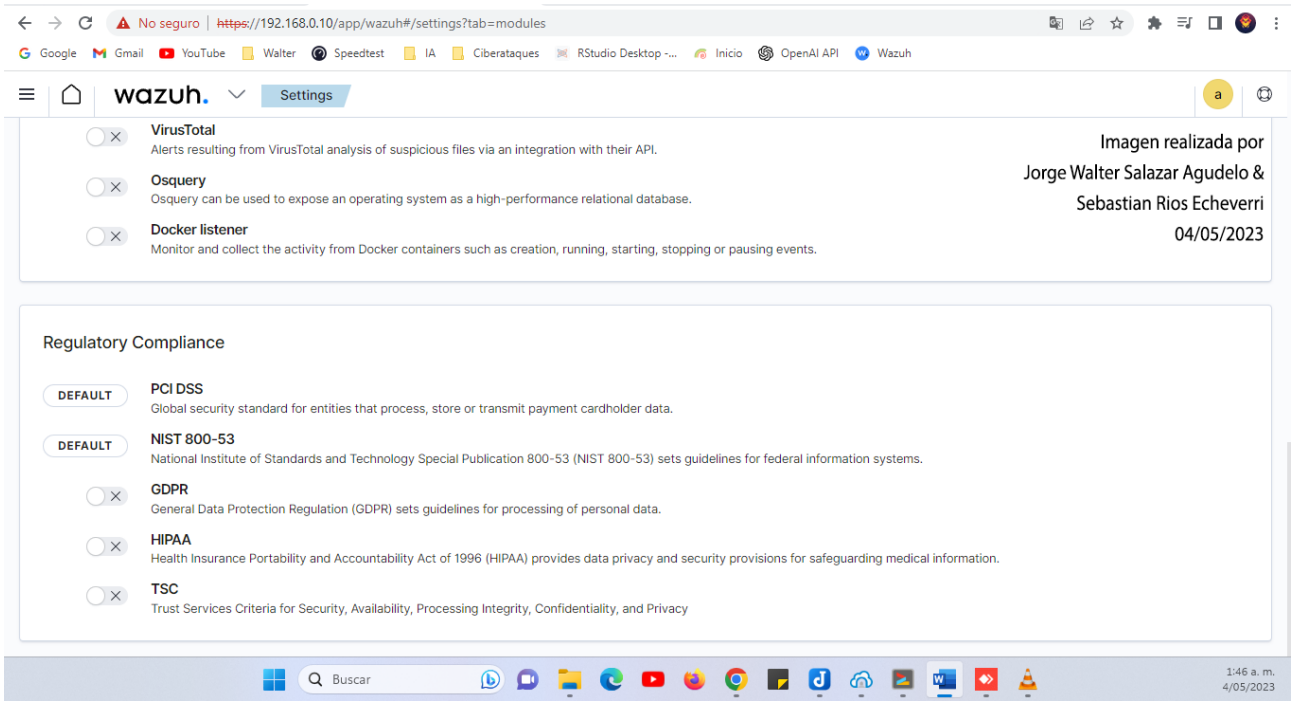 No seguro | https://192.168.0.10/app/wazuh#/settings?tab=modules
Google Gmail YouTube Walter Speedtest IA Ciberataques RStudio Desktop -... Inicio OpenAI API Wazuh
wazuh. Settings a
VirusTotal
Alerts resulting from VirusTotal analysis of suspicious files via an integration with their API.
Osquery
Osquery can be used to expose an operating system as a high-performance relational database.
Docker listener
Monitor and collect the activity from Docker containers such as creation, running, starting, stopping or pausing events.
Imagen realizada por
Jorge Walter Salazar Agudelo &
Sebastian Rios Echeverri
04/05/2023
Regulatory Compliance
DEFAULT PCI DSS
Global security standard for entities that process, store or transmit payment cardholder data.
DEFAULT NIST 800-53
National Institute of Standards and Technology Special Publication 800-53 (NIST 800-53) sets guidelines for federal information systems.
GDPR
General Data Protection Regulation (GDPR) sets guidelines for processing of personal data.
HIPAA
Health Insurance Portability and Accountability Act of 1996 (HIPAA) provides data privacy and security provisions for safeguarding medical information.
TSC
Trust Services Criteria for Security, Availability, Processing Integrity, Confidentiality, and Privacy
Buscar
1:46 a. m.
4/05/2023